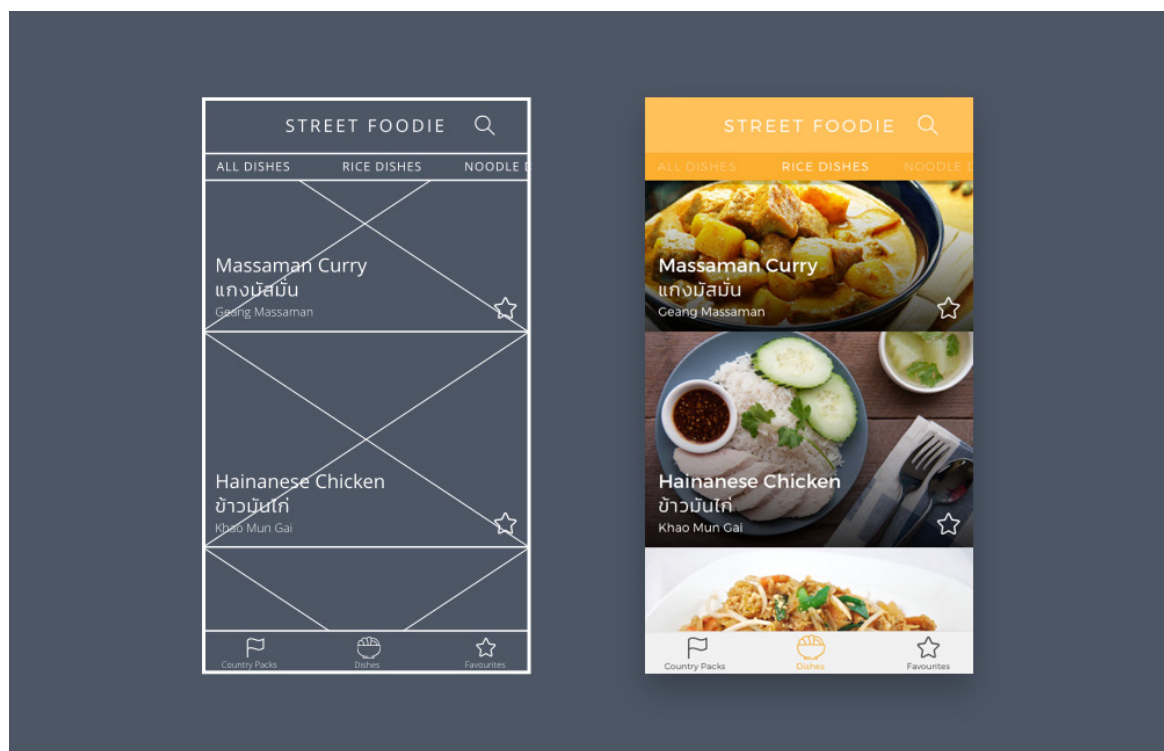 STREET FOODIE
ALL DISHES RICE DISHES NOODLE D
Massaman Curry
แกงมัสมั่น
Geang Massaman
Hainanese Chicken
ข้าวมันไก่
Khao Mun Gai
Country Packs Dishes Favourites
STREET FOODIE
ALL DISHES RICE DISHES NOODLE D
Massaman Curry
แกงมัสมั่น
Geang Massaman
Hainanese Chicken
ข้าวมันไก่
Khao Mun Gai
Country Packs Dishes Favourites